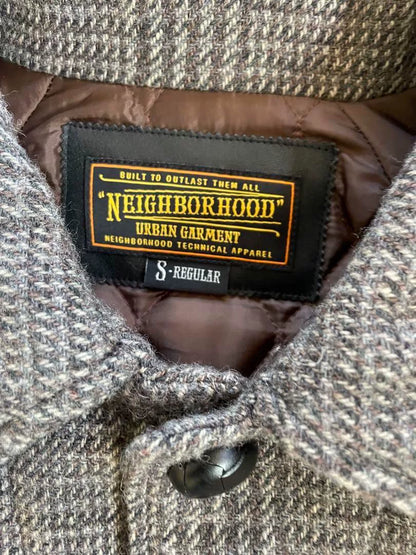 BUILT TO OUTLAST THEM ALL
"NEIGHBORHOOD"
URBAN GARMENT
NEIGHBORHOOD TECHNICAL APPAREL
S-REGULAR